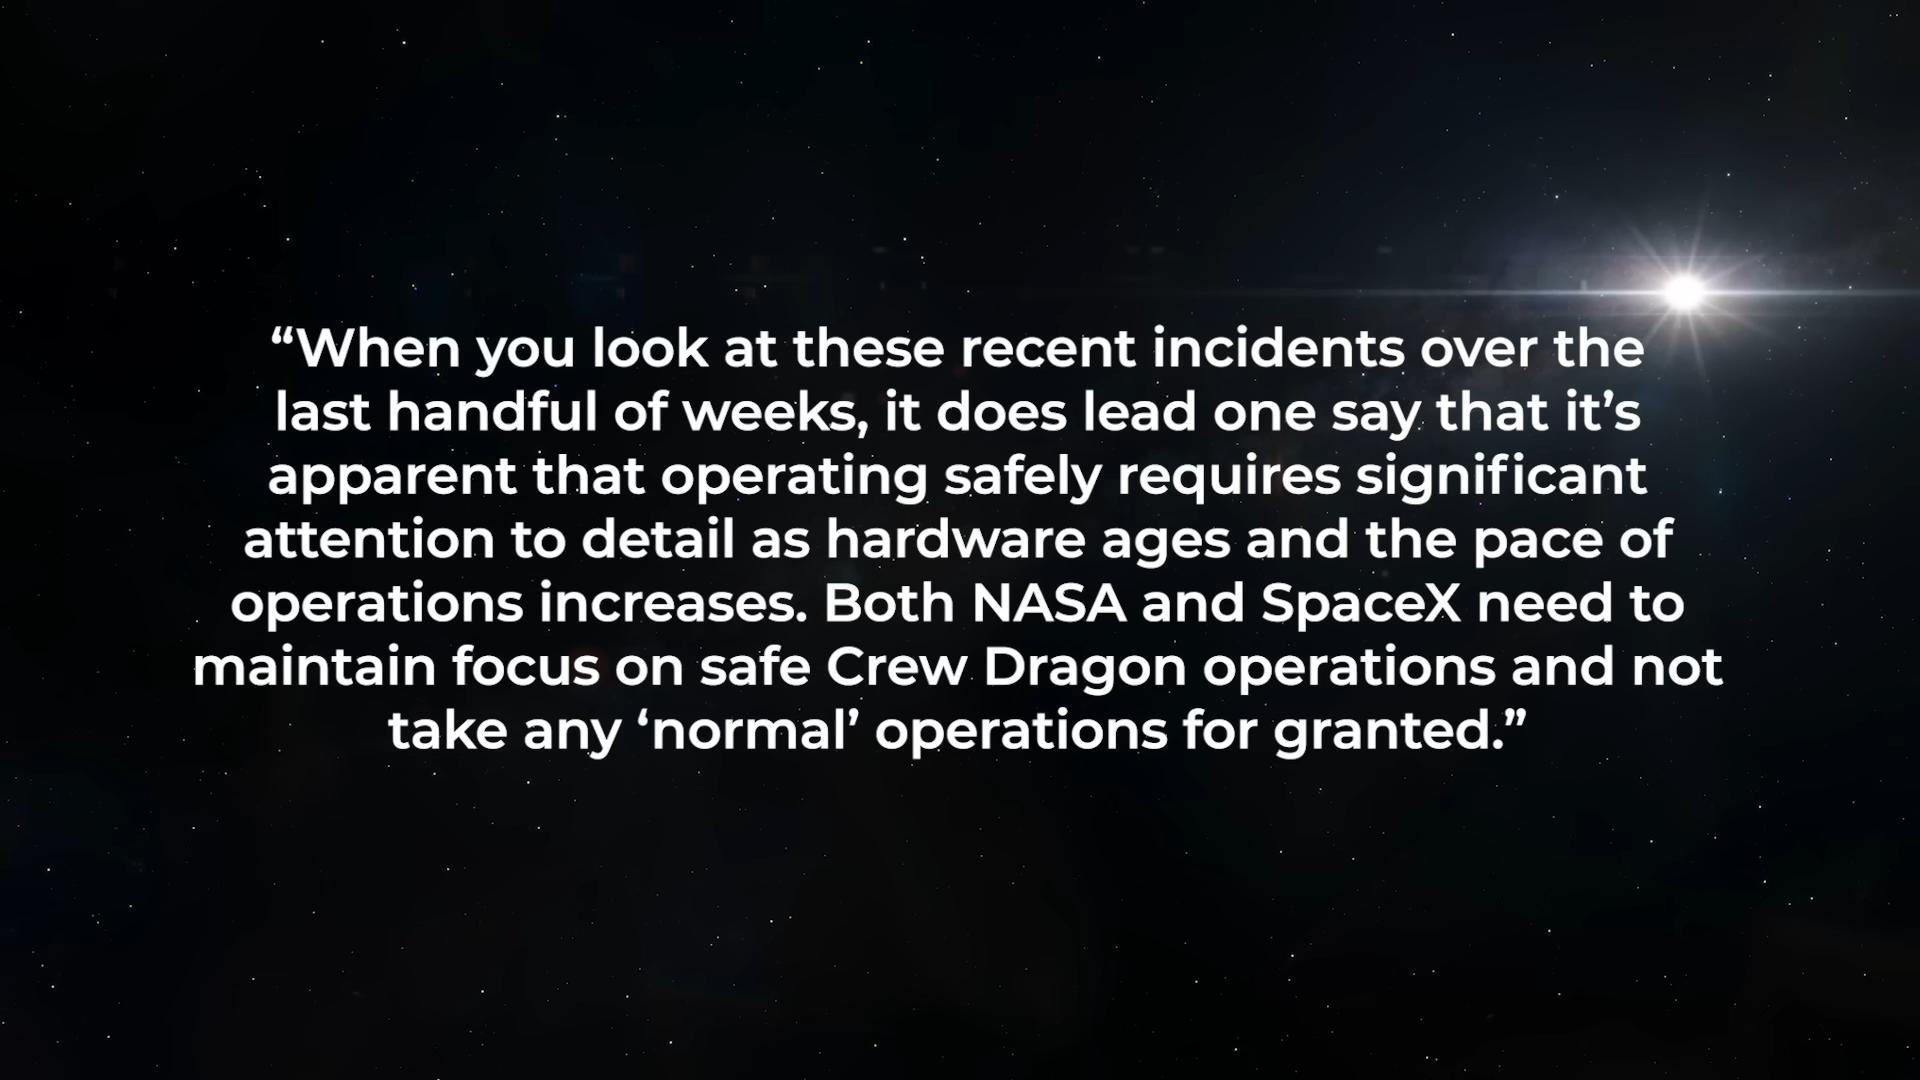 “When you look at these recent incidents over the
last handful of weeks, it does lead one say that it’s
apparent that operating safely requires significant
attention to detail as hardware ages and the pace of
operations increases. Both NASA and SpaceX need to
maintain focus on safe Crew Dragon operations and not
take any ‘normal’ operations for granted.”